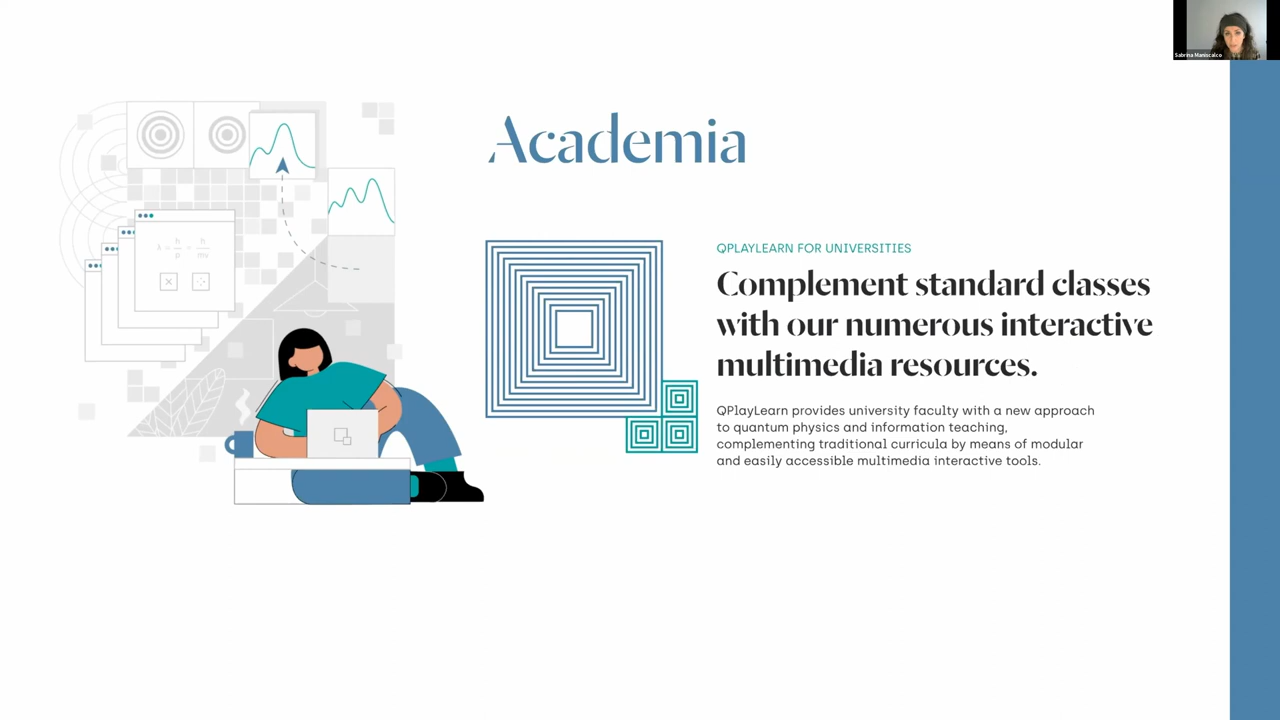 Sabrina Maniscalco
Academia
QPLAYLEARN FOR UNIVERSITIES
Complement standard classes
with our numerous interactive
multimedia resources.
QPlayLearn provides university faculty with a new approach
to quantum physics and information teaching,
complementing traditional curricula by means of modular
and easily accessible multimedia interactive tools.
λ = h/p = h/mv